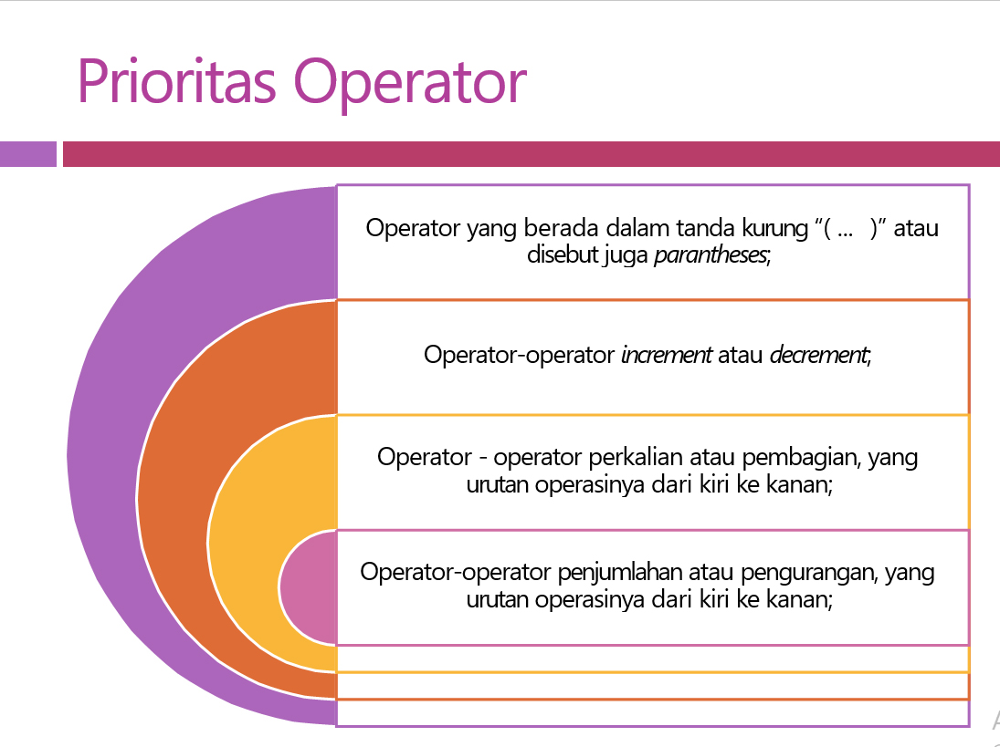 Prioritas Operator
Operator yang berada dalam tanda kurung “( ... )” atau
disebut juga parantheses;
Operator-operator increment atau decrement;
Operator - operator perkalian atau pembagian, yang
urutan operasinya dari kiri ke kanan;
Operator-operator penjumlahan atau pengurangan, yang
urutan operasinya dari kiri ke kanan;